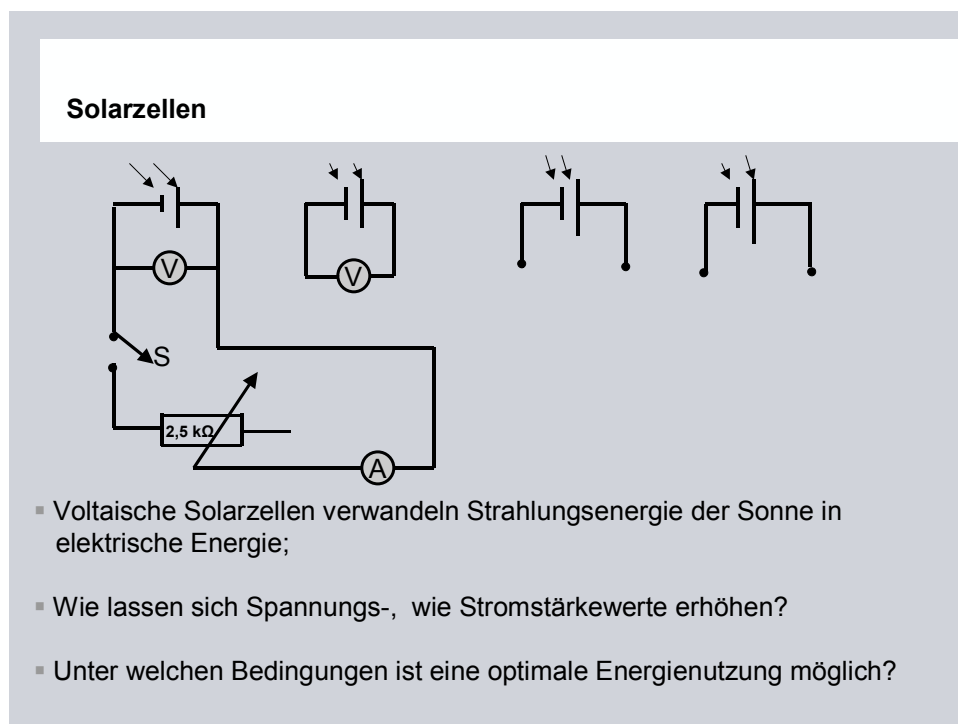 Solarzellen
V
V
S
2,5 kΩ
A
▪ Voltaische Solarzellen verwandeln Strahlungsenergie der Sonne in
elektrische Energie;
▪ Wie lassen sich Spannungs-,  wie Stromstärkewerte erhöhen?
▪ Unter welchen Bedingungen ist eine optimale Energienutzung möglich?